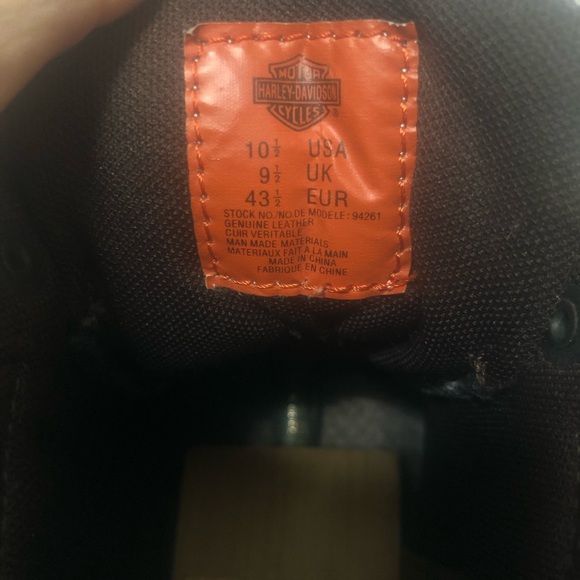 MOTOR
HARLEY-DAVIDSON
CYCLES
10½ USA
9½ UK
43½ EUR
STOCK NO./NO.DE MODELE: 94261
GENUINE LEATHER
CUIR VERITABLE
MAN MADE MATERIALS
MATERIAUX FAIT A LA MAIN
MADE IN CHINA
FABRIQUE EN CHINE